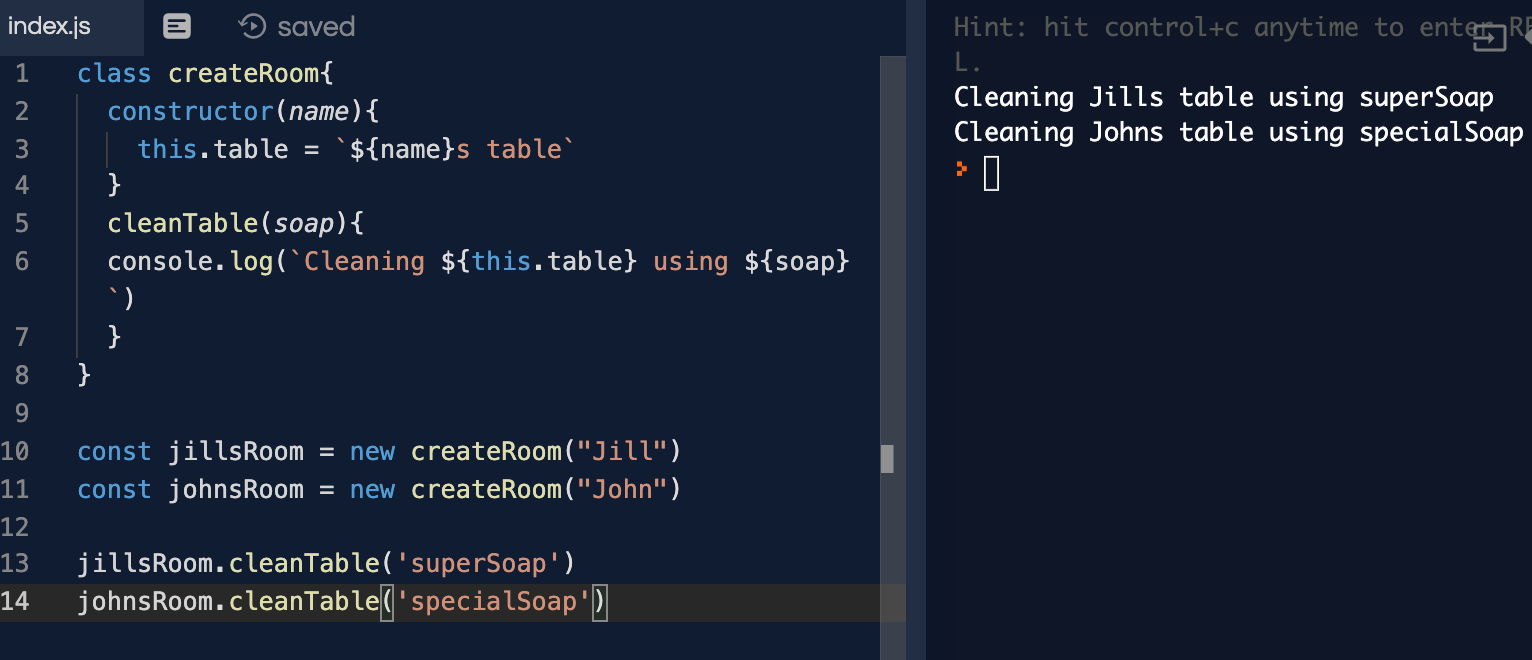 index.js saved
1 class createRoom{
2   constructor(name){
3     this.table = `${name}s table`
4   }
5   cleanTable(soap){
6   console.log(`Cleaning ${this.table} using ${soap}
  `)
7   }
8 }
9
10 const jillsRoom = new createRoom("Jill")
11 const johnsRoom = new createRoom("John")
12
13 jillsRoom.cleanTable('superSoap')
14 johnsRoom.cleanTable('specialSoap')
Hint: hit control+c anytime to enter RE
L.
Cleaning Jills table using superSoap
Cleaning Johns table using specialSoap